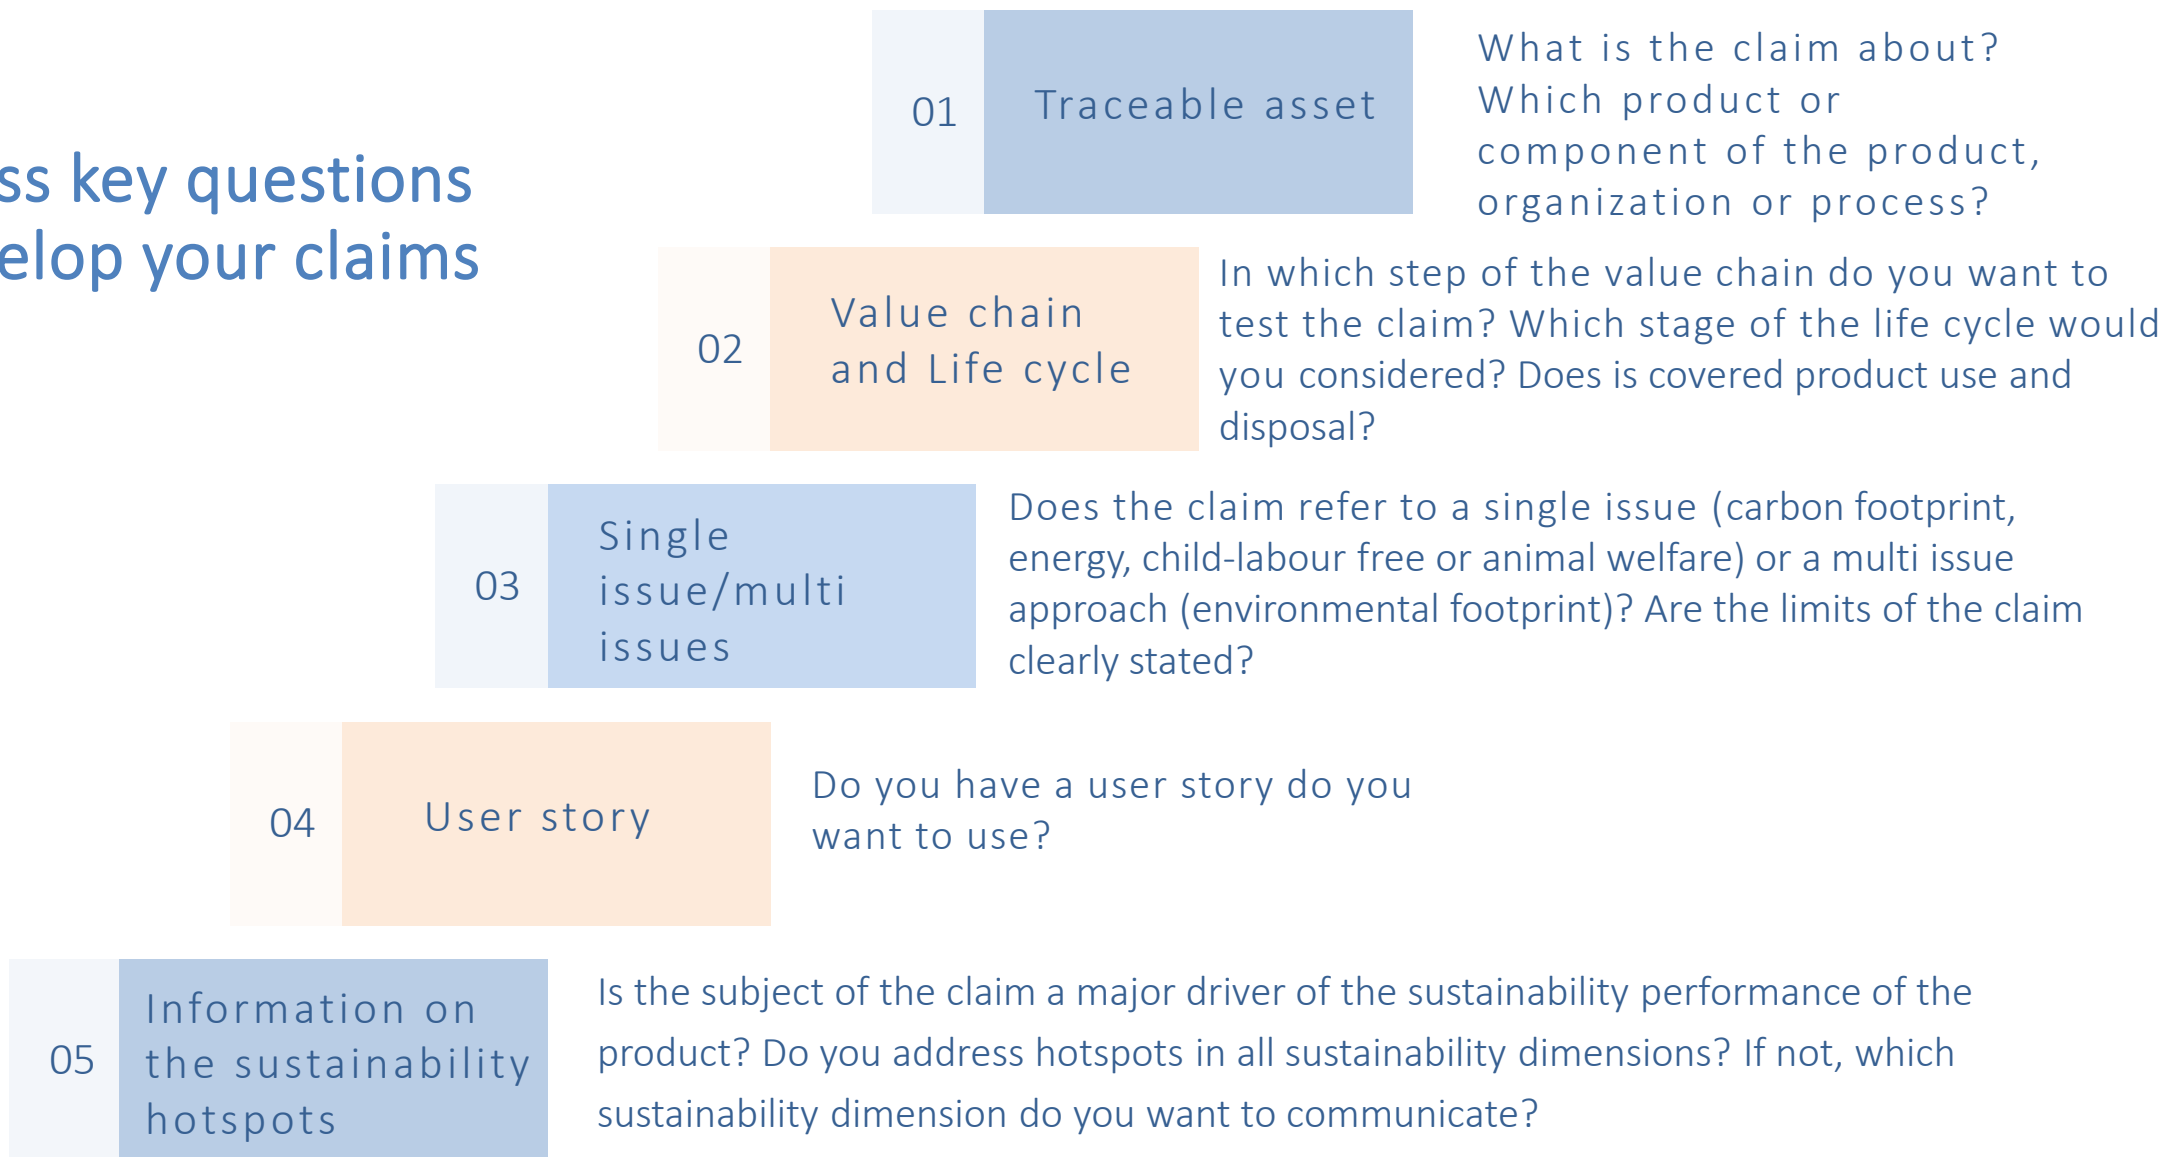 ss key questions
elop your claims
01
Traceable asset
What is the claim about?
Which product or
component of the product,
organization or process?
02
Value chain
and Life cycle
In which step of the value chain do you want to
test the claim? Which stage of the life cycle would
you considered? Does is covered product use and
disposal?
03
Single
issue/multi
issues
Does the claim refer to a single issue (carbon footprint,
energy, child-labour free or animal welfare) or a multi issue
approach (environmental footprint)? Are the limits of the claim
clearly stated?
04
User story
Do you have a user story do you
want to use?
05
Information on
the sustainability
hotspots
Is the subject of the claim a major driver of the sustainability performance of the
product? Do you address hotspots in all sustainability dimensions? If not, which
sustainability dimension do you want to communicate?